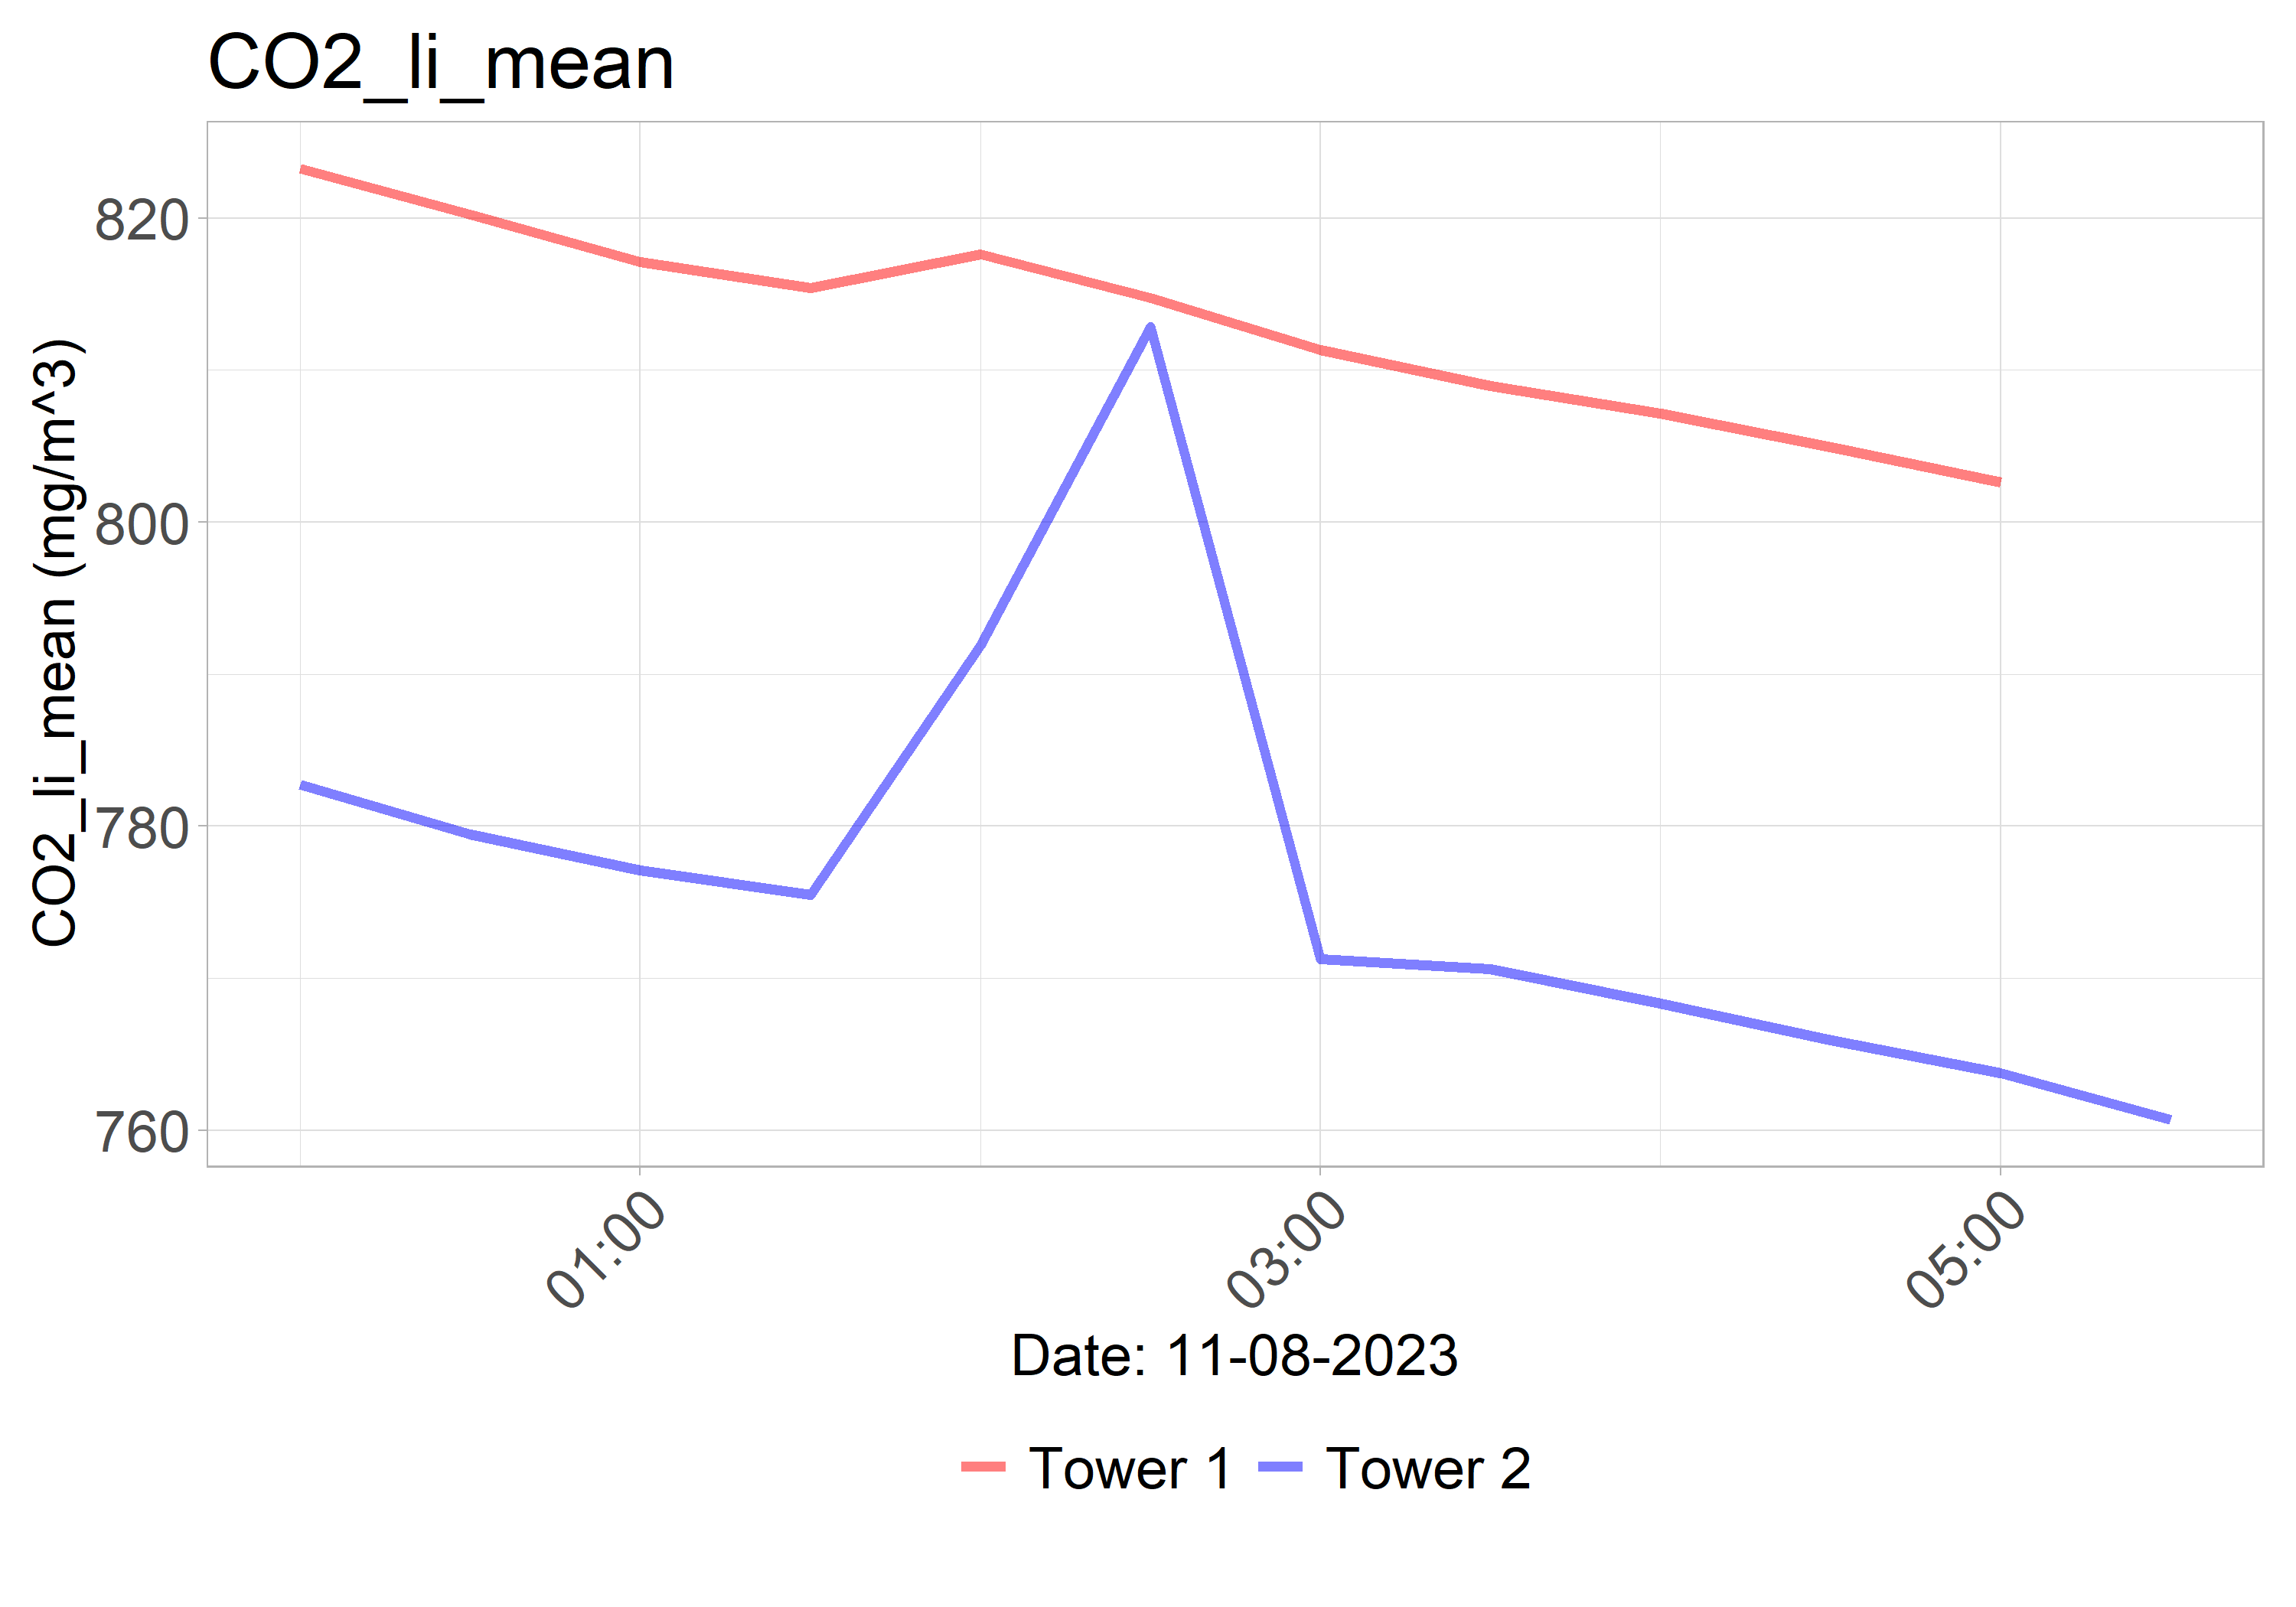 CO2_li_mean
CO2_li_mean (mg/m^3)
820
800
780
760
01:00
03:00
05:00
Date: 11-08-2023
Tower 1
Tower 2